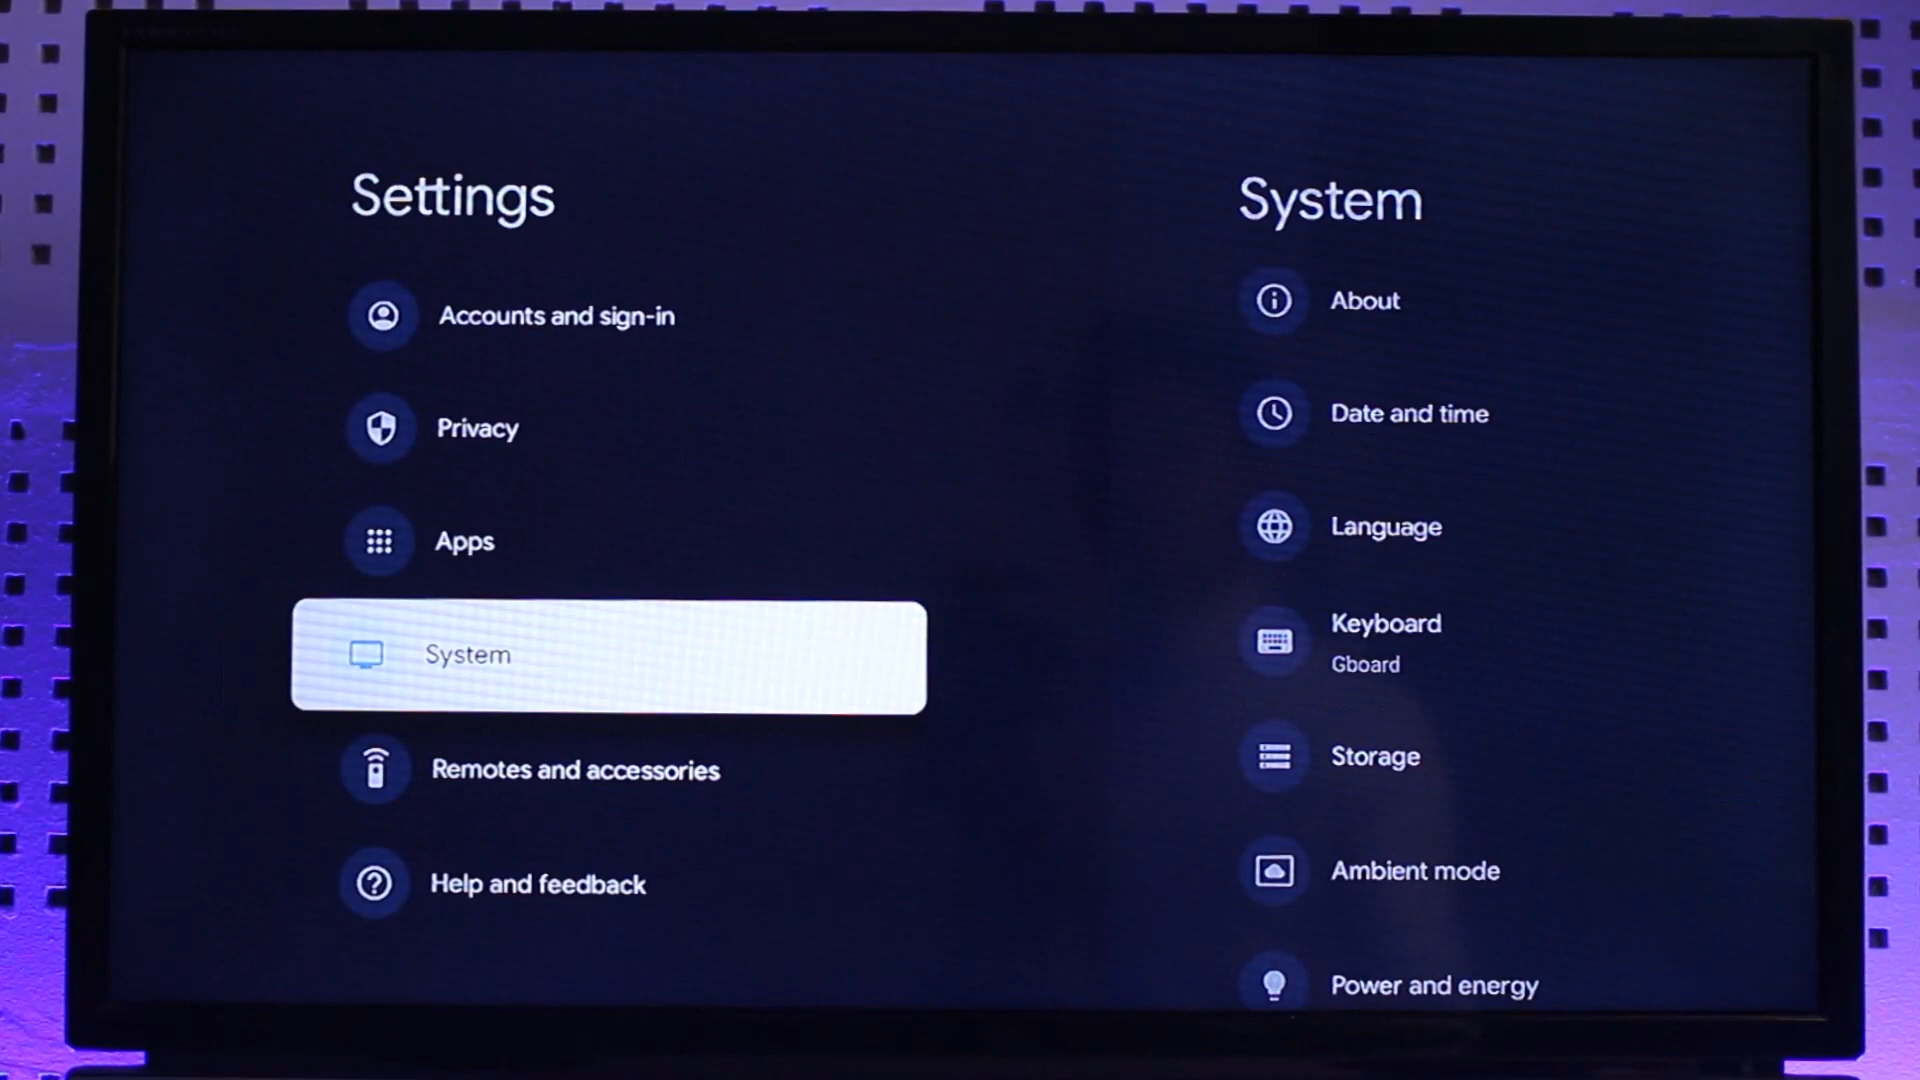 Settings
Accounts and sign-in
Privacy
Apps
System
Remotes and accessories
Help and feedback
System
About
Date and time
Language
Keyboard
Gboard
Storage
Ambient mode
Power and energy